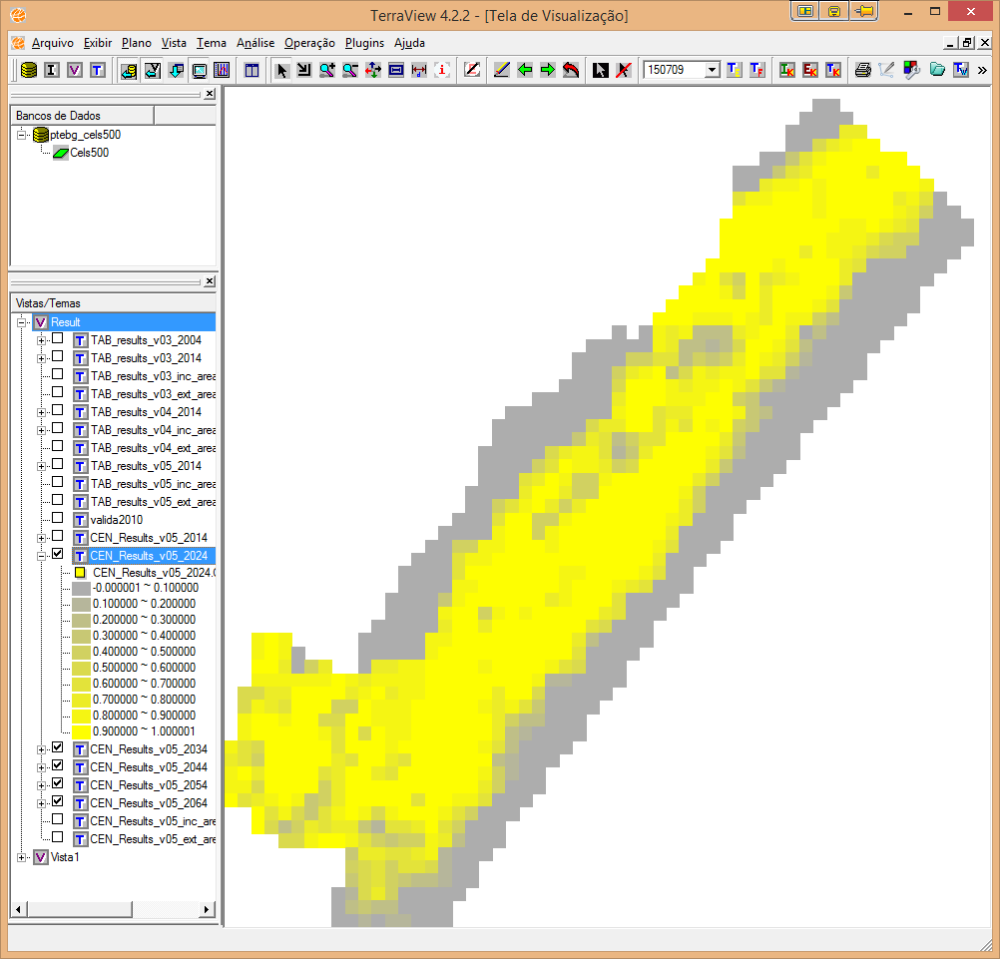 TerraView 4.2.2 - [Tela de Visualização]
Arquivo Exibir Plano Vista Tema Análise Operação Plugins Ajuda
150709
Bancos de Dados
ptebg_cels500
Cels500
Vistas/Temas
Result
TAB_results_v03_2004
TAB_results_v03_2014
TAB_results_v03_inc_area
TAB_results_v03_ext_area
TAB_results_v04_2014
TAB_results_v04_inc_area
TAB_results_v04_ext_area
TAB_results_v05_2014
TAB_results_v05_inc_area
TAB_results_v05_ext_area
valida2010
CEN_Results_v05_2014
CEN_Results_v05_2024
CEN_Results_v05_2024.
-0.000001 ~ 0.100000
0.100000 ~ 0.200000
0.200000 ~ 0.300000
0.300000 ~ 0.400000
0.400000 ~ 0.500000
0.500000 ~ 0.600000
0.600000 ~ 0.700000
0.700000 ~ 0.800000
0.800000 ~ 0.900000
0.900000 ~ 1.000001
CEN_Results_v05_2034
CEN_Results_v05_2044
CEN_Results_v05_2054
CEN_Results_v05_2064
CEN_Results_v05_inc_are
CEN_Results_v05_ext_are
Vista1